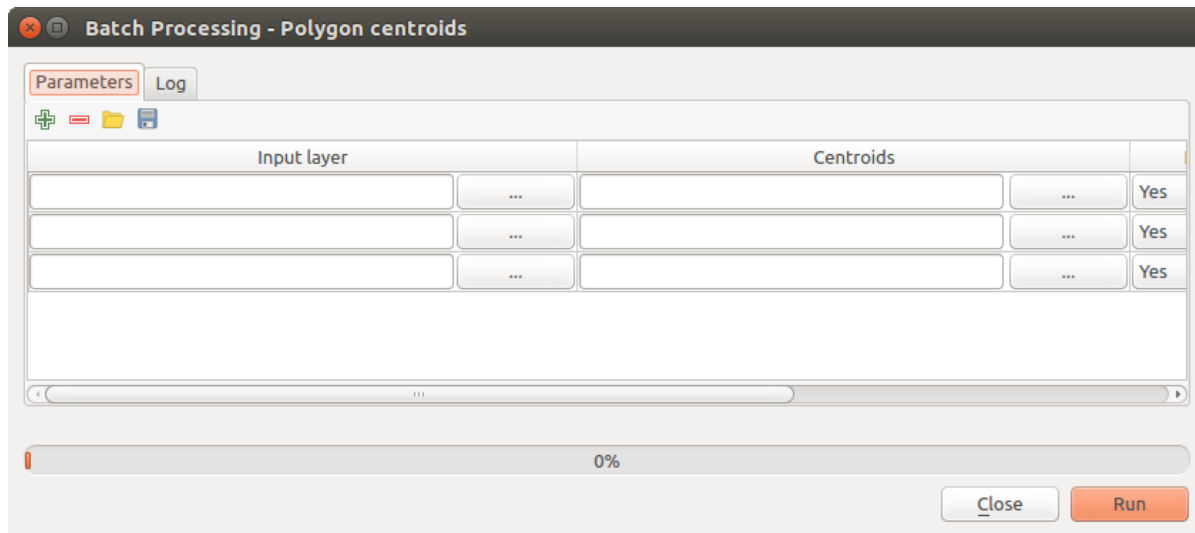 Batch Processing - Polygon centroids
Parameters Log
Input layer Centroids
... ... Yes
... ... Yes
... ... Yes
0%
Close Run